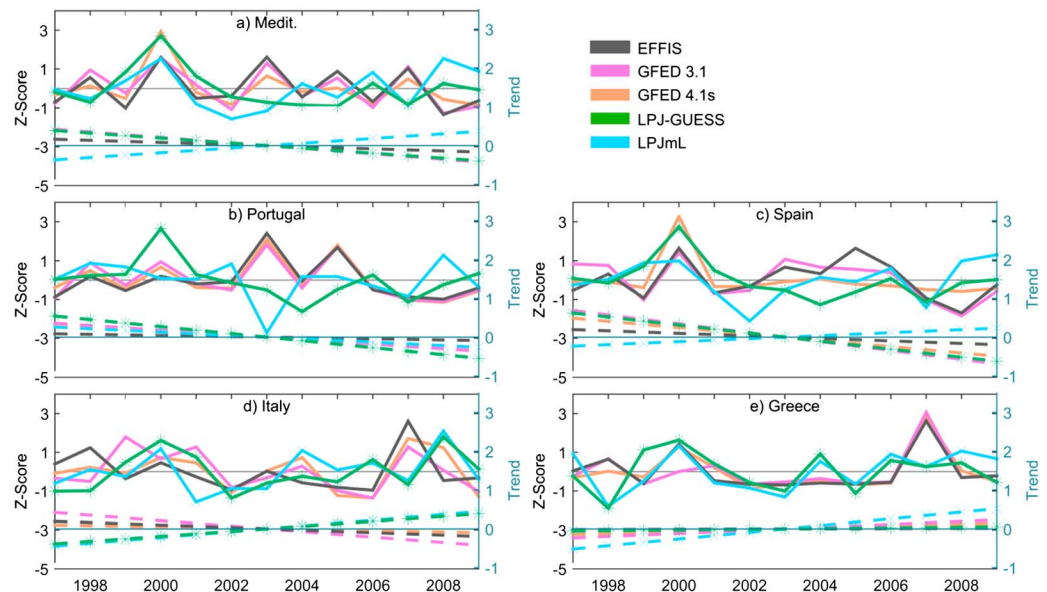 a) Medit.
3
1
-1
-3
-5
Z-Score
3
2
1
0
-1
Trend
EFFIS
GFED 3.1
GFED 4.1s
LPJ-GUESS
LPJmL
b) Portugal
3
1
-1
-3
-5
Z-Score
3
2
1
0
-1
Trend
c) Spain
3
1
-1
-3
-5
Z-Score
3
2
1
0
-1
Trend
d) Italy
3
1
-1
-3
-5
Z-Score
3
2
1
0
-1
Trend
1998 2000 2002 2004 2006 2008
e) Greece
3
1
-1
-3
-5
Z-Score
3
2
1
0
-1
Trend
1998 2000 2002 2004 2006 2008